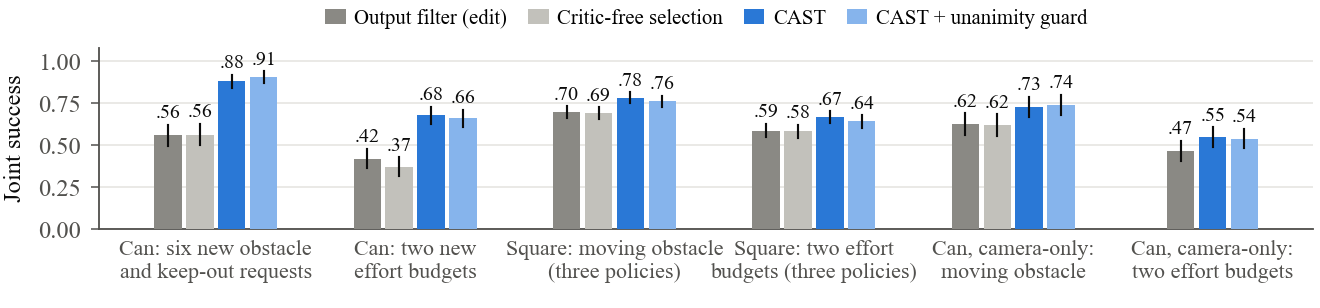 Output filter (edit) Critic-free selection CAST CAST + unanimity guard
Joint success
1.00
0.75
0.50
0.25
0.00
.56 .56 .88 .91
.42 .37 .68 .66
.70 .69 .78 .76
.59 .58 .67 .64
.62 .62 .73 .74
.47 .55 .54
Can: six new obstacle
and keep-out requests
Can: two new
effort budgets
Square: moving obstacle
(three policies)
Square: two effort
budgets (three policies)
Can, camera-only:
moving obstacle
Can, camera-only:
two effort budgets